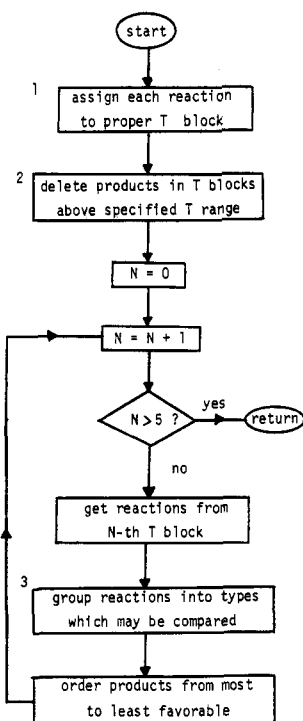 start
1
assign each reaction
to proper T block
2
delete products in T blocks
above specified T range
N = 0
N = N + 1
N > 5 ?
yes
return
no
get reactions from
N-th T block
3
group reactions into types
which may be compared
order products from most
to least favorable